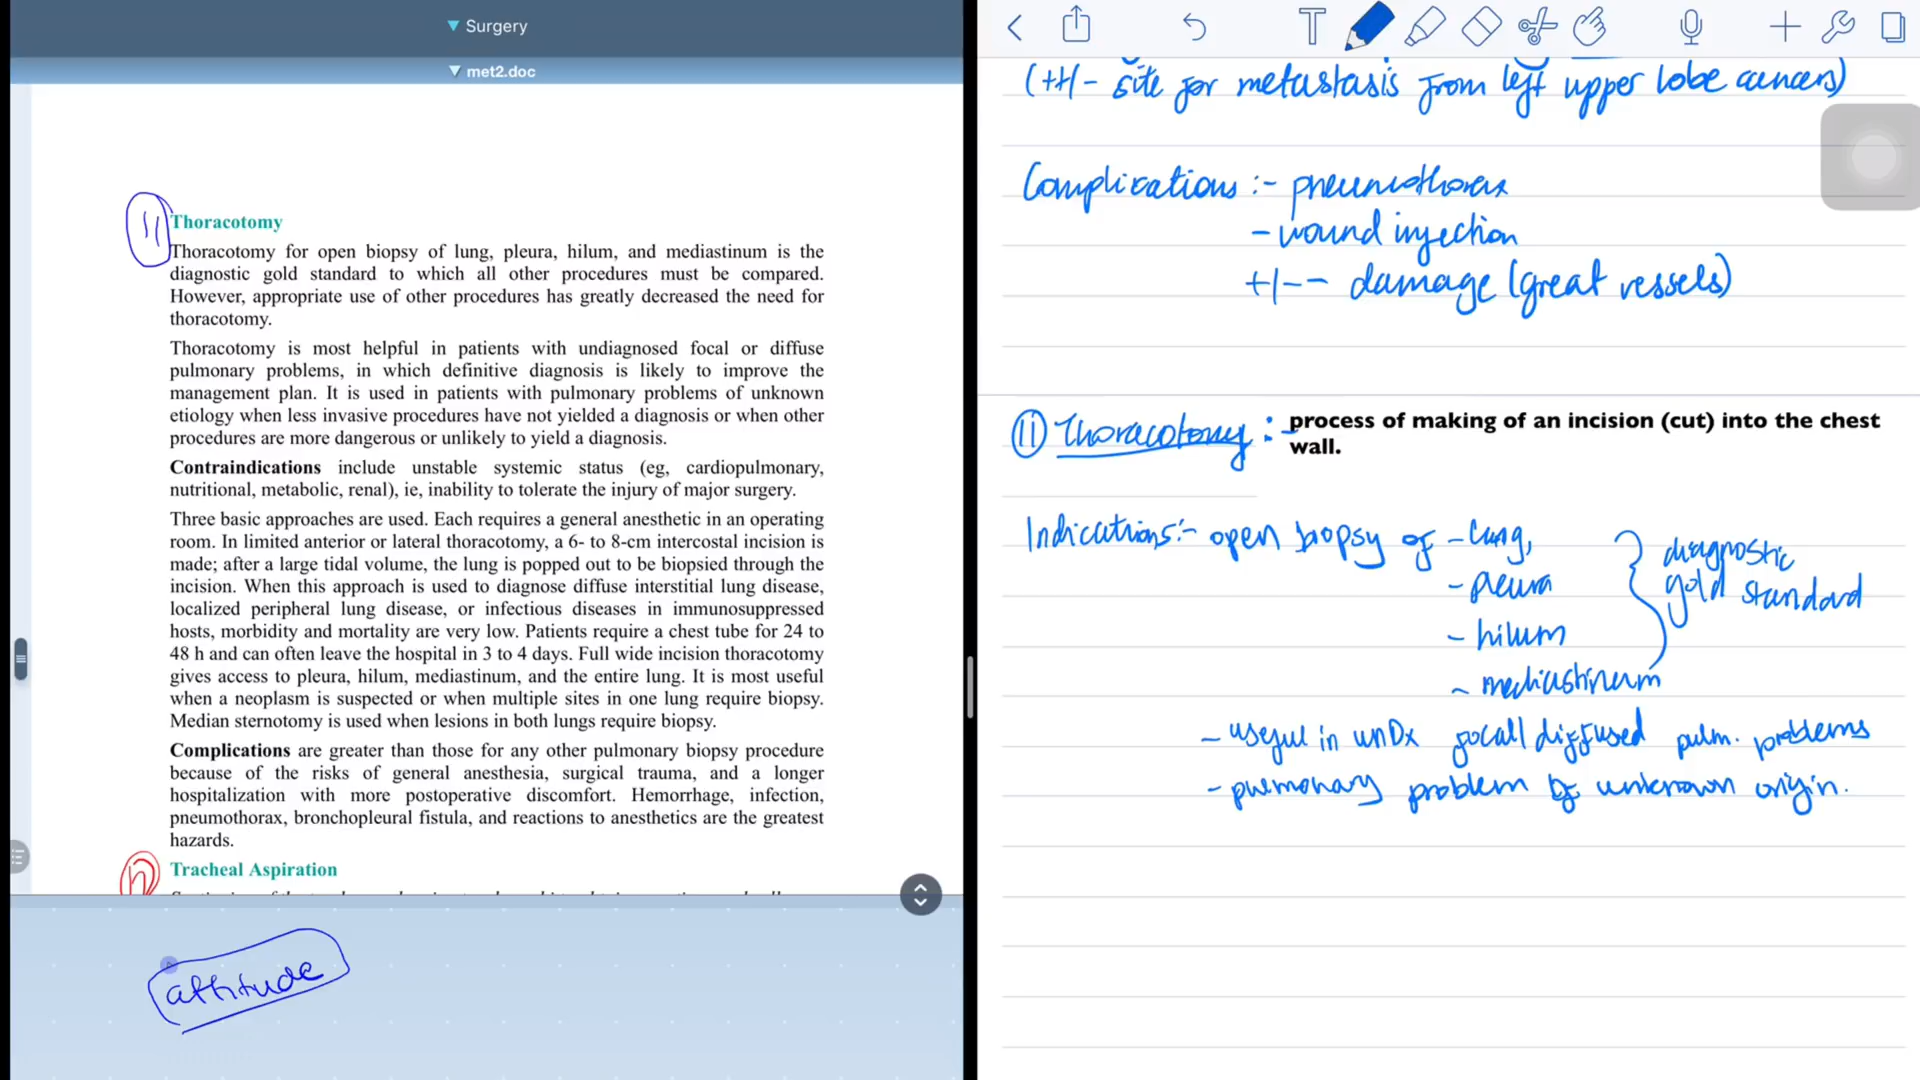 Surgery
met2.doc
11
Thoracotomy
Thoracotomy for open biopsy of lung, pleura, hilum, and mediastinum is the
diagnostic gold standard to which all other procedures must be compared.
However, appropriate use of other procedures has greatly decreased the need for
thoracotomy.
Thoracotomy is most helpful in patients with undiagnosed focal or diffuse
pulmonary problems, in which definitive diagnosis is likely to improve the
management plan. It is used in patients with pulmonary problems of unknown
etiology when less invasive procedures have not yielded a diagnosis or when other
procedures are more dangerous or unlikely to yield a diagnosis.
Contraindications include unstable systemic status (eg, cardiopulmonary,
nutritional, metabolic, renal), ie, inability to tolerate the injury of major surgery.
Three basic approaches are used. Each requires a general anesthetic in an operating
room. In limited anterior or lateral thoracotomy, a 6- to 8-cm intercostal incision is
made; after a large tidal volume, the lung is popped out to be biopsied through the
incision. When this approach is used to diagnose diffuse interstitial lung disease,
localized peripheral lung disease, or infectious diseases in immunosuppressed
hosts, morbidity and mortality are very low. Patients require a chest tube for 24 to
48 h and can often leave the hospital in 3 to 4 days. Full wide incision thoracotomy
gives access to pleura, hilum, mediastinum, and the entire lung. It is most useful
when a neoplasm is suspected or when multiple sites in one lung require biopsy.
Median sternotomy is used when lesions in both lungs require biopsy.
Complications are greater than those for any other pulmonary biopsy procedure
because of the risks of general anesthesia, surgical trauma, and a longer
hospitalization with more postoperative discomfort. Hemorrhage, infection,
pneumothorax, bronchopleural fistula, and reactions to anesthetics are the greatest
hazards.
Tracheal Aspiration
attitude
T
site for metastasis from left upper lobe cancers)
Complications :- pneumothorax
- wound infection
+/-- damage (great vessels)
11 Thoracotomy :- process of making of an incision (cut) into the chest
wall.
Indications:- open biopsy of - lung,
- pleura
- hilum
- mediastinum
} diagnostic
gold standard
- useful in unDx focal/diffused pulm. problems
- pulmonary problem of unknown origin.